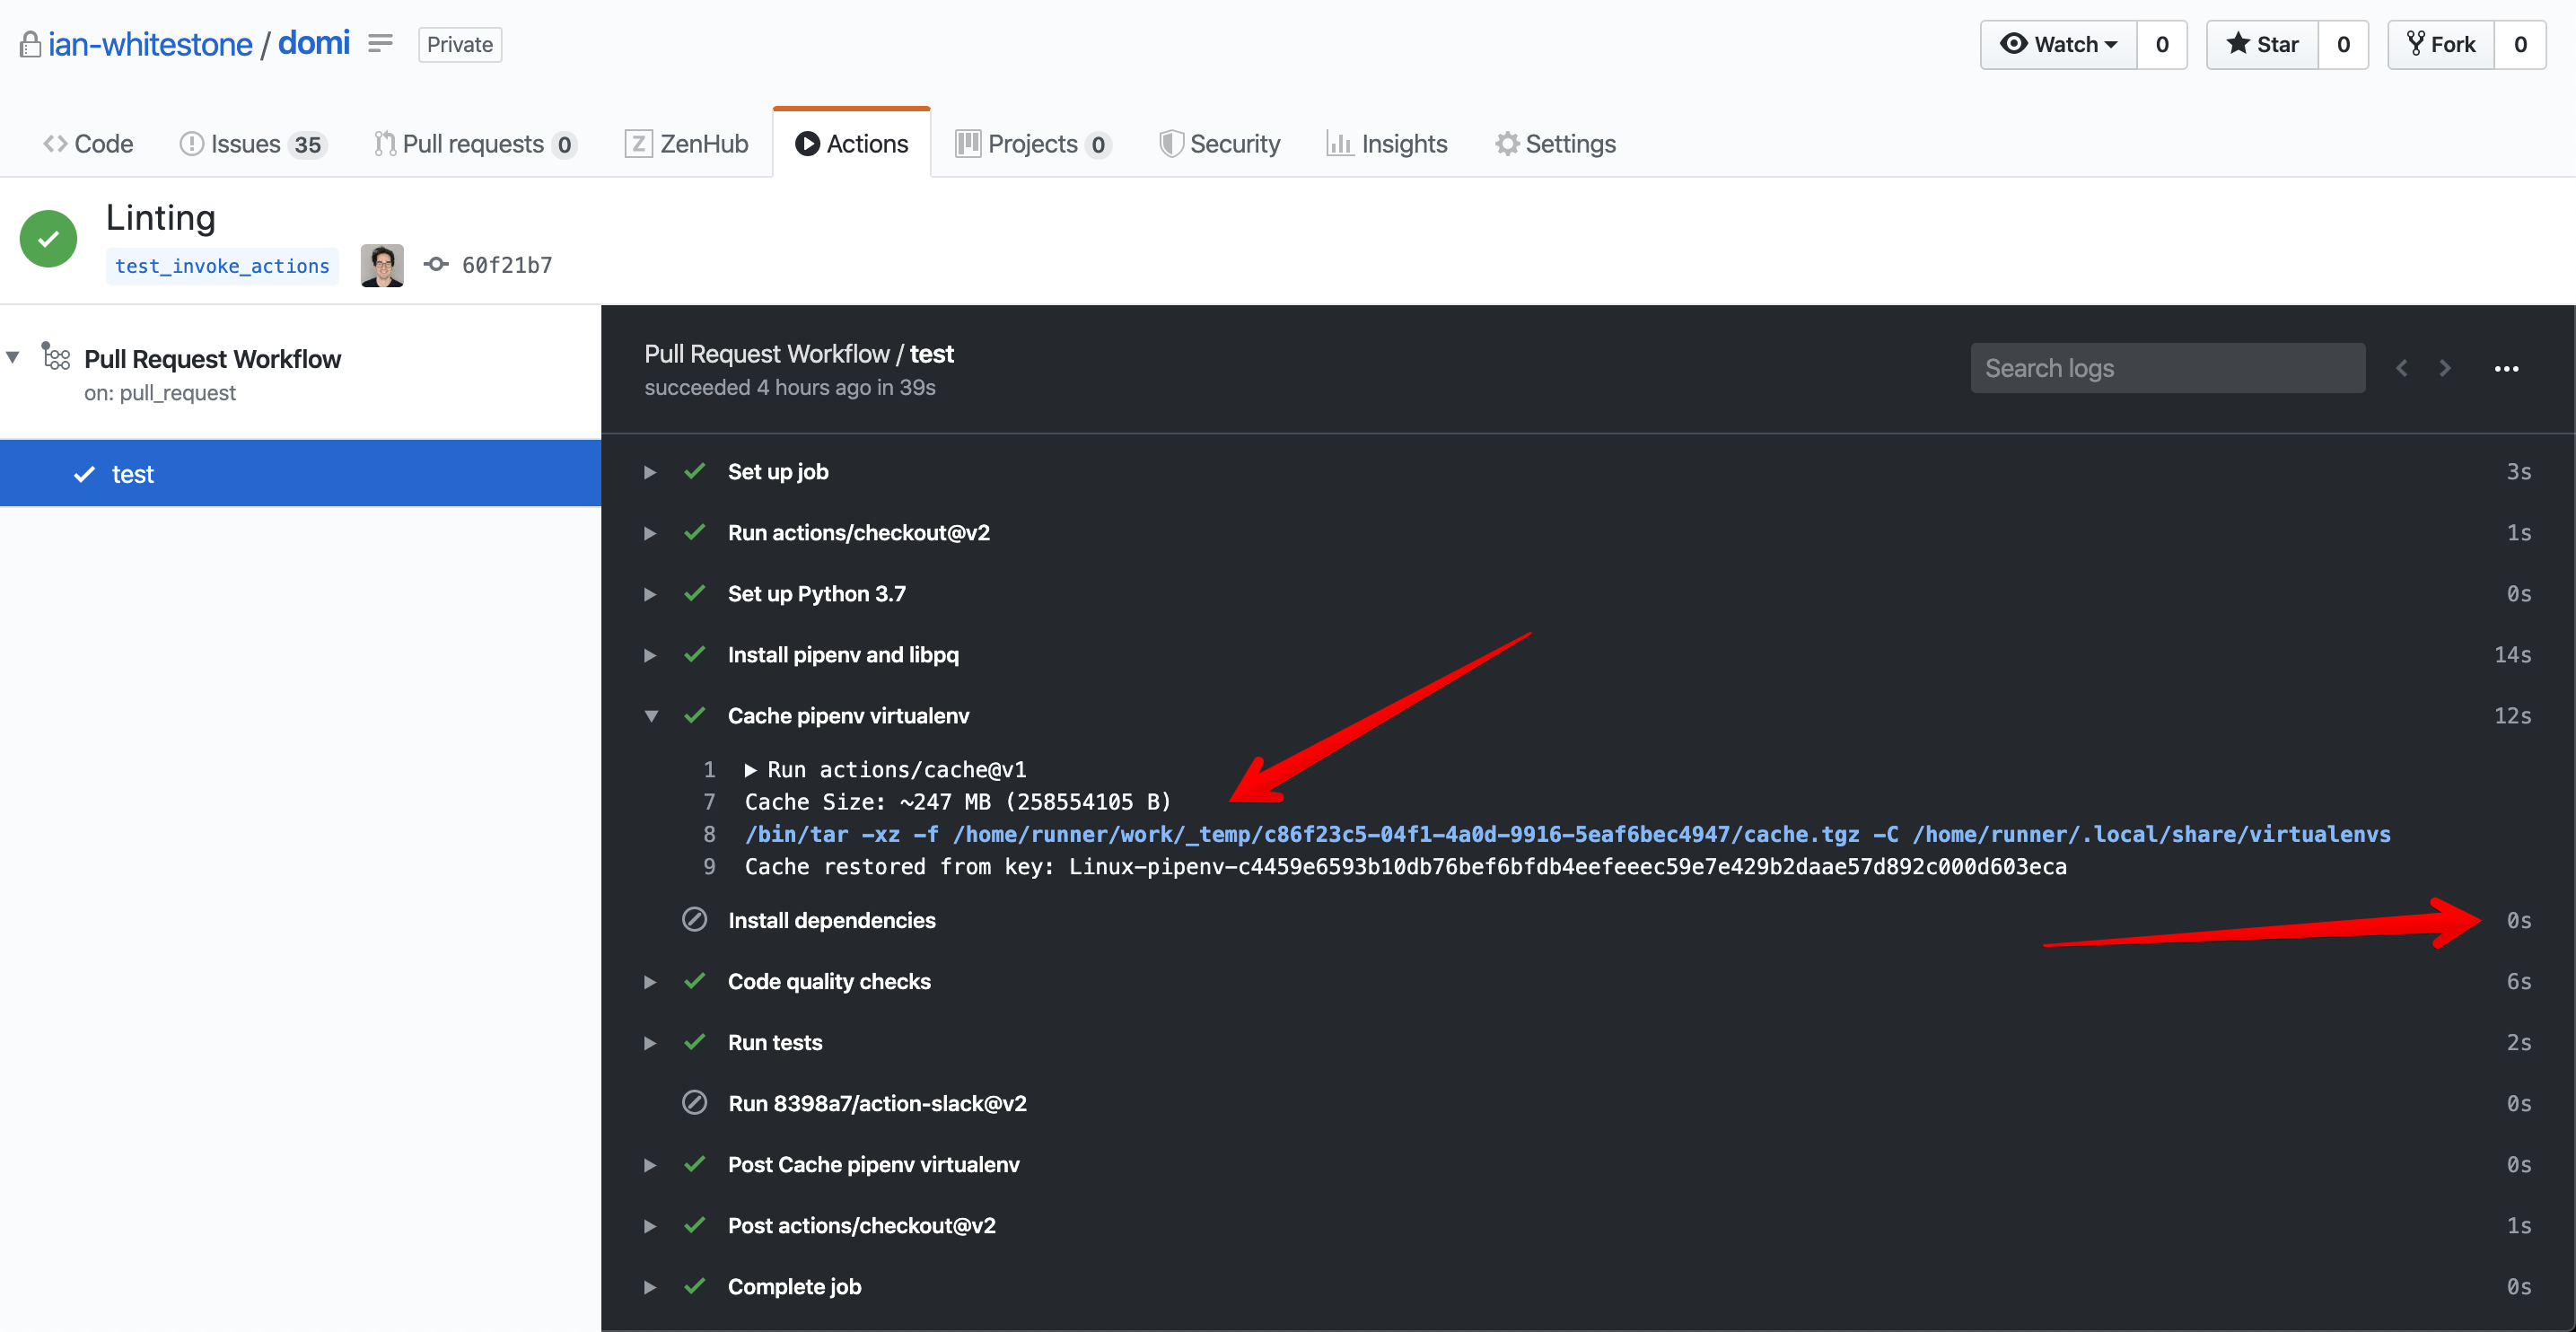 ian-whitestone / domi Private Watch 0 Star 0 Fork 0
Code Issues 35 Pull requests 0 ZenHub Actions Projects 0 Security Insights Settings
Linting
test_invoke_actions 60f21b7
Pull Request Workflow
on: pull_request
test
Pull Request Workflow / test
succeeded 4 hours ago in 39s
Search logs
Set up job 3s
Run actions/checkout@v2 1s
Set up Python 3.7 0s
Install pipenv and libpq 14s
Cache pipenv virtualenv 12s
1 Run actions/cache@v1
7 Cache Size: ~247 MB (258554105 B)
8 /bin/tar -xz -f /home/runner/work/_temp/c86f23c5-04f1-4a0d-9916-5eaf6bec4947/cache.tgz -C /home/runner/.local/share/virtualenvs
9 Cache restored from key: Linux-pipenv-c4459e6593b10db76bef6bfdb4eefeeec59e7e429b2daae57d892c000d603eca
Install dependencies 0s
Code quality checks 6s
Run tests 2s
Run 8398a7/action-slack@v2 0s
Post Cache pipenv virtualenv 0s
Post actions/checkout@v2 1s
Complete job 0s